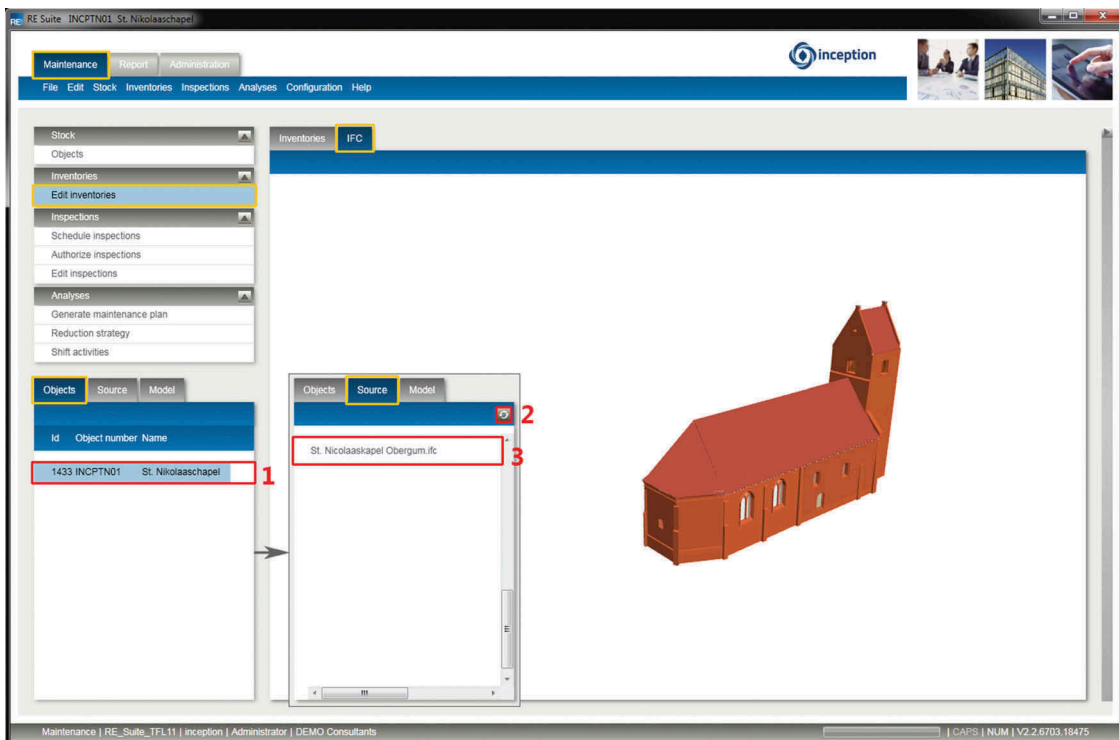 RE Suite INCPTN01 St. Nikolaaschapel
Maintenance Report Administration
inception
File Edit Stock Inventories Inspections Analyses Configuration Help
Stock
Objects
Inventories
Edit inventories
Inspections
Schedule inspections
Authorize inspections
Edit inspections
Analyses
Generate maintenance plan
Reduction strategy
Shift activities
Inventories IFC
Objects Source Model
Id Object number Name
1433 INCPTN01 St. Nikolaaschapel
1
Objects Source Model
2
St. Nicolaaskapel Obergum.ifc
3
Maintenance | RE_Suite_TFL11 | inception | Administrator | DEMO Consultants
| CAPS | NUM | V2.2.6703.18475